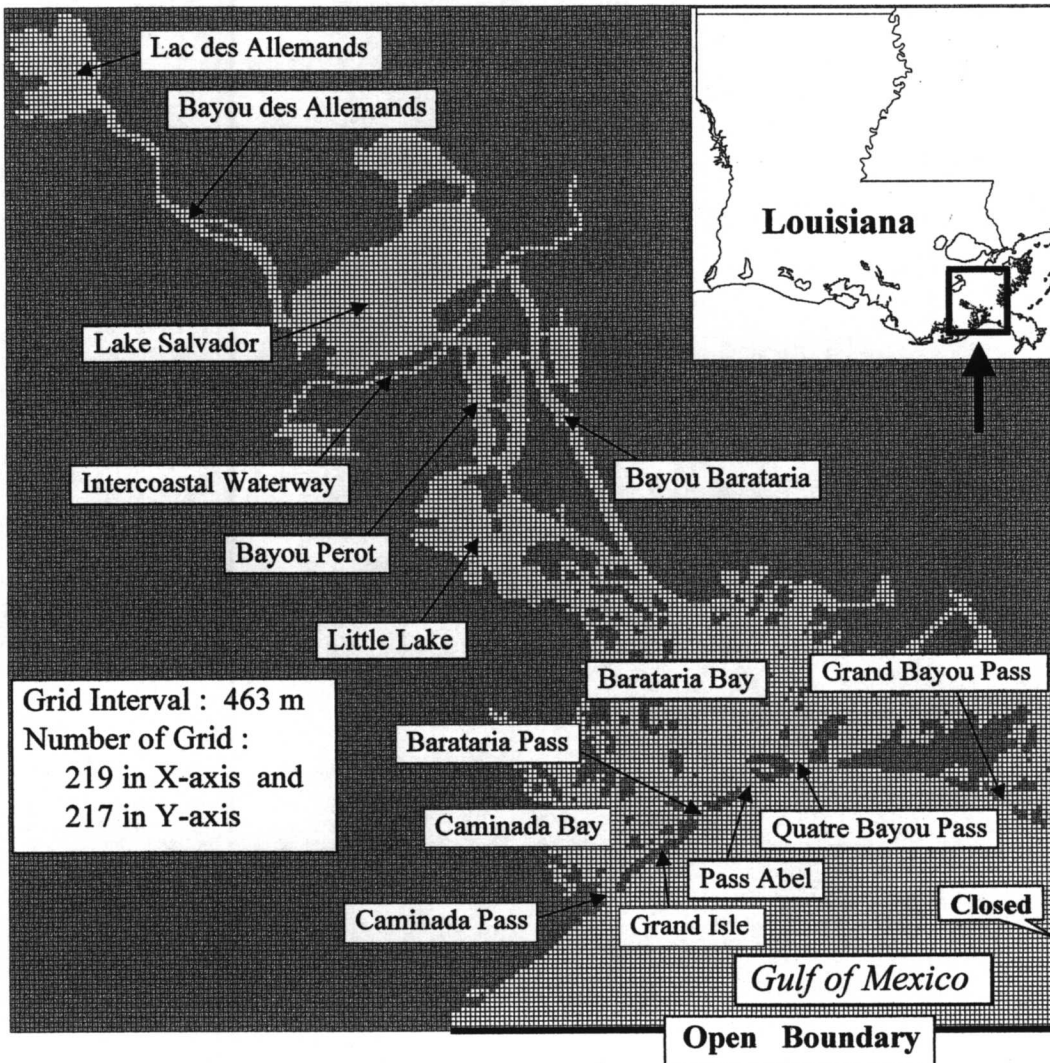 Lac des Allemands
Bayou des Allemands
Louisiana
Lake Salvador
Intercoastal Waterway
Bayou Barataria
Bayou Perot
Little Lake
Barataria Bay
Grand Bayou Pass
Grid Interval : 463 m
Number of Grid :
219 in X-axis and
217 in Y-axis
Barataria Pass
Caminada Bay
Quatre Bayou Pass
Pass Abel
Caminada Pass
Grand Isle
Closed
Gulf of Mexico
Open Boundary